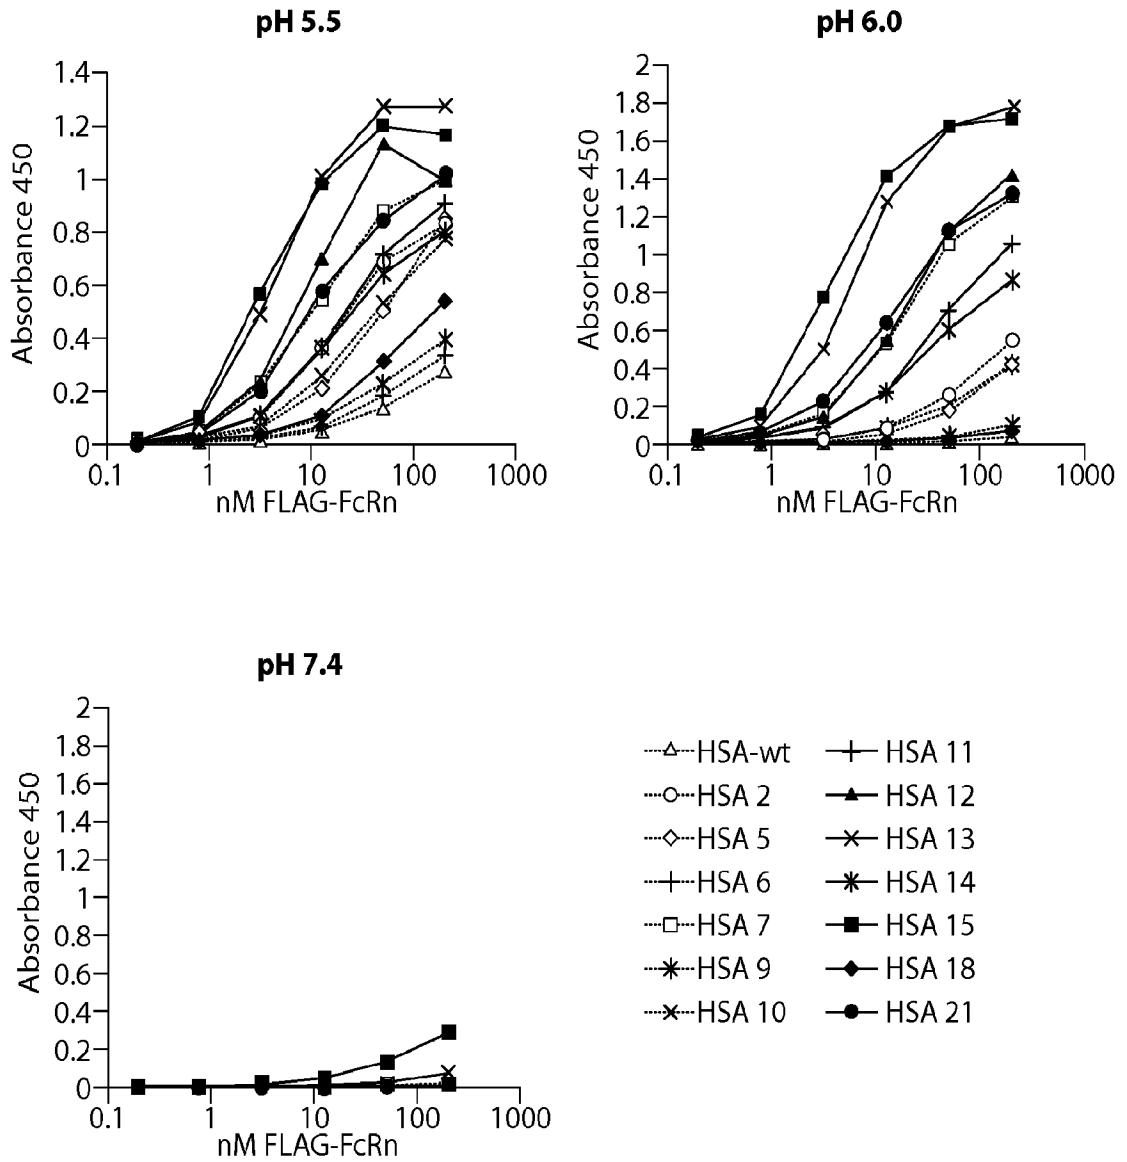 pH 5.5
Absorbance 450
1.4
1.2
1
0.8
0.6
0.4
0.2
0
0.1 1 10 100 1000
nM FLAG-FcRn
pH 6.0
Absorbance 450
2
1.8
1.6
1.4
1.2
1
0.8
0.6
0.4
0.2
0
0.1 1 10 100 1000
nM FLAG-FcRn
pH 7.4
Absorbance 450
2
1.8
1.6
1.4
1.2
1
0.8
0.6
0.4
0.2
0
0.1 1 10 100 1000
nM FLAG-FcRn
HSA-wt
HSA 2
HSA 5
HSA 6
HSA 7
HSA 9
HSA 10
HSA 11
HSA 12
HSA 13
HSA 14
HSA 15
HSA 18
HSA 21